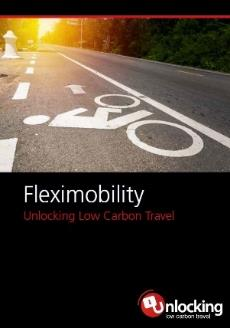 Fleximobility
Unlocking Low Carbon Travel
Unlocking
low carbon travel